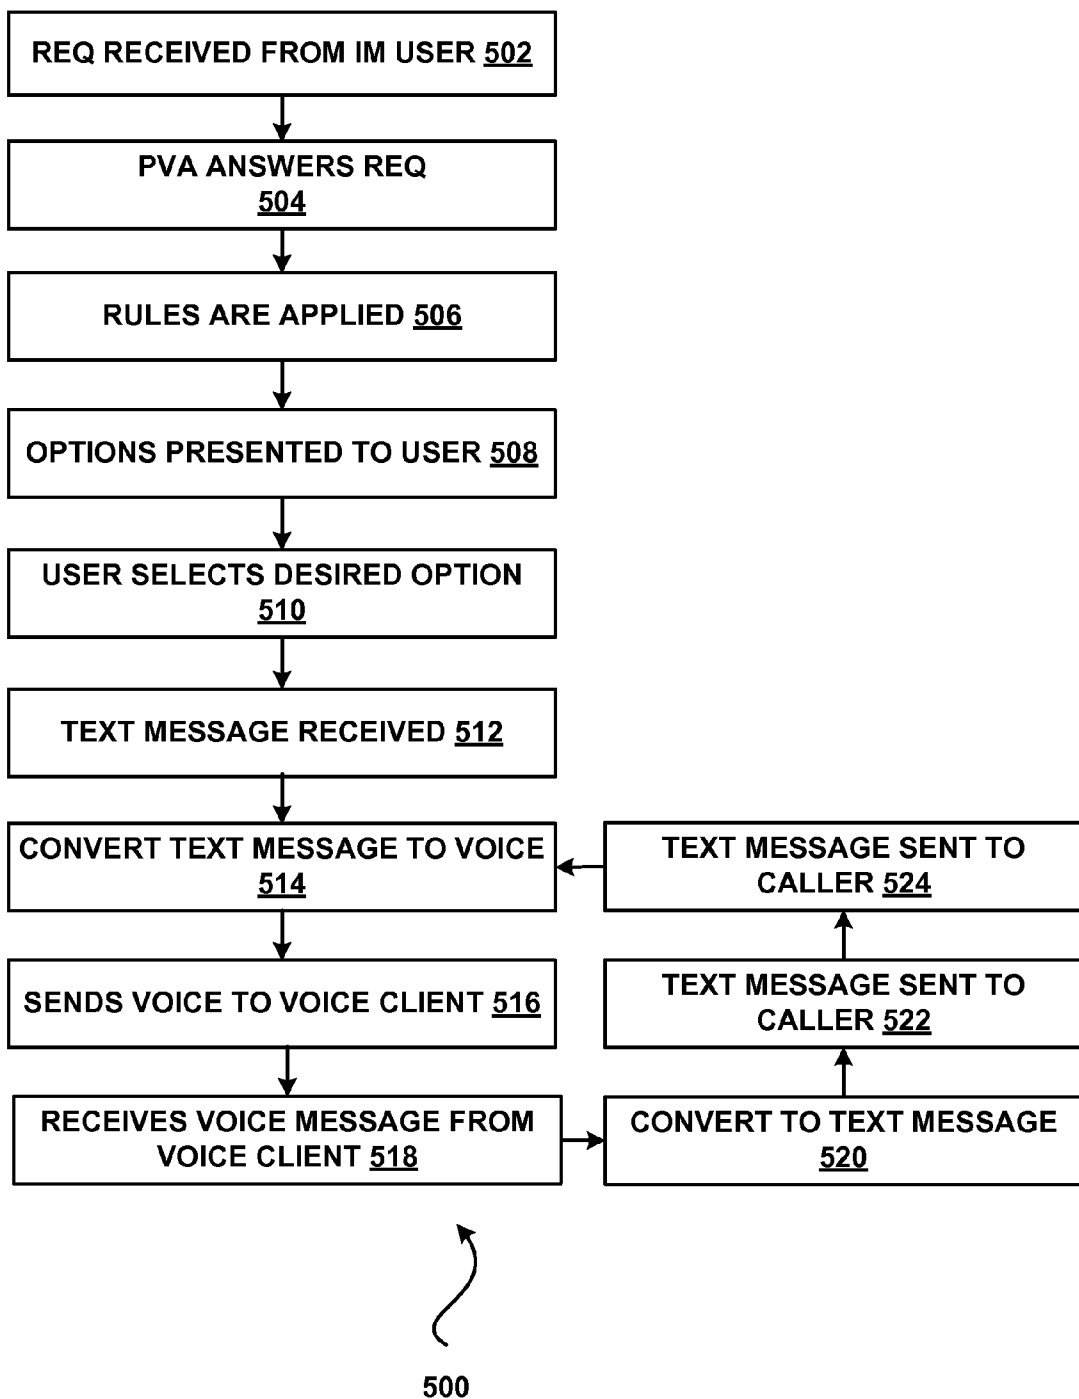 REQ RECEIVED FROM IM USER 502
PVA ANSWERS REQ
504
RULES ARE APPLIED 506
OPTIONS PRESENTED TO USER 508
USER SELECTS DESIRED OPTION
510
TEXT MESSAGE RECEIVED 512
CONVERT TEXT MESSAGE TO VOICE
514
SENDS VOICE TO VOICE CLIENT 516
RECEIVES VOICE MESSAGE FROM
VOICE CLIENT 518
CONVERT TO TEXT MESSAGE
520
TEXT MESSAGE SENT TO
CALLER 522
TEXT MESSAGE SENT TO
CALLER 524
500